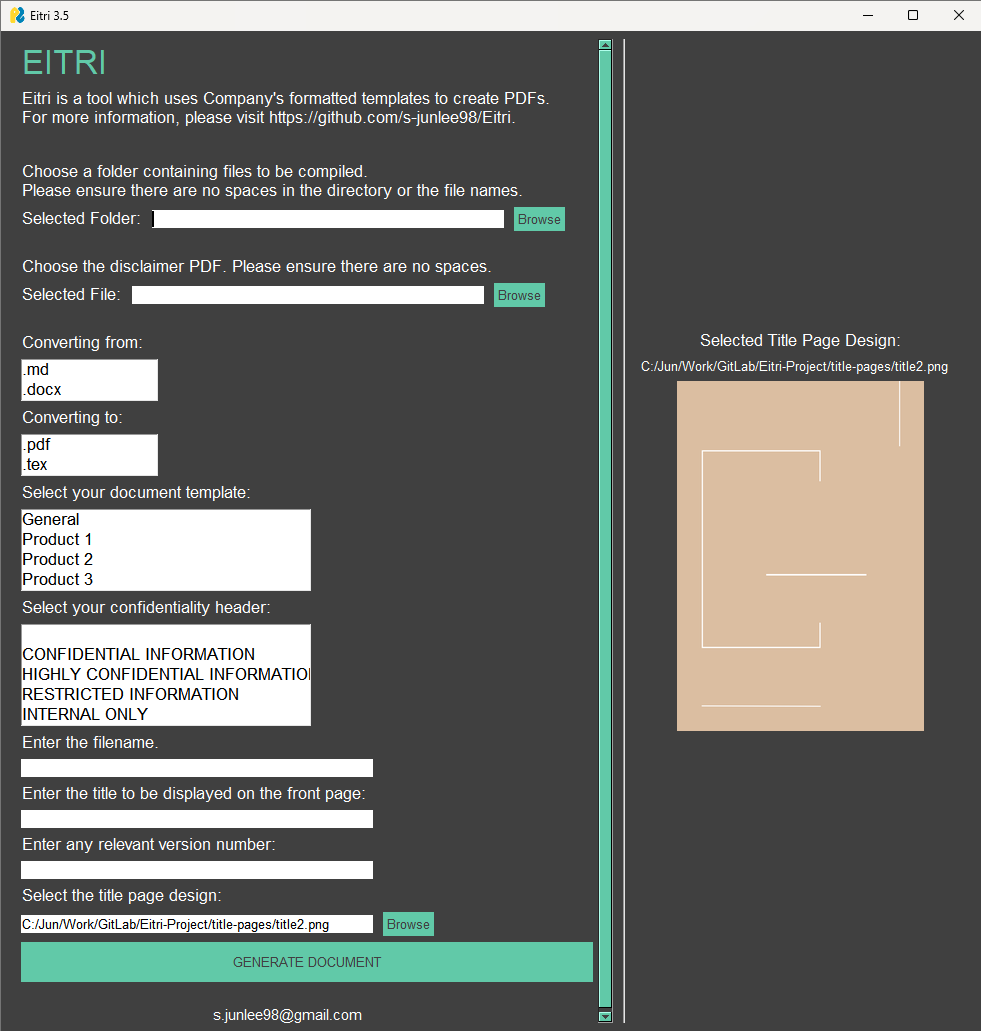 Eitri 3.5
EITRI
Eitri is a tool which uses Company's formatted templates to create PDFs.
For more information, please visit https://github.com/s-junlee98/Eitri.
Choose a folder containing files to be compiled.
Please ensure there are no spaces in the directory or the file names.
Selected Folder: Browse
Choose the disclaimer PDF. Please ensure there are no spaces.
Selected File: Browse
Converting from:
.md
.docx
Converting to:
.pdf
.tex
Select your document template:
General
Product 1
Product 2
Product 3
Select your confidentiality header:
CONFIDENTIAL INFORMATION
HIGHLY CONFIDENTIAL INFORMATIO
RESTRICTED INFORMATION
INTERNAL ONLY
Enter the filename.
Enter the title to be displayed on the front page:
Enter any relevant version number:
Select the title page design:
C:/Jun/Work/GitLab/Eitri-Project/title-pages/title2.png Browse
GENERATE DOCUMENT
s.junlee98@gmail.com
Selected Title Page Design:
C:/Jun/Work/GitLab/Eitri-Project/title-pages/title2.png